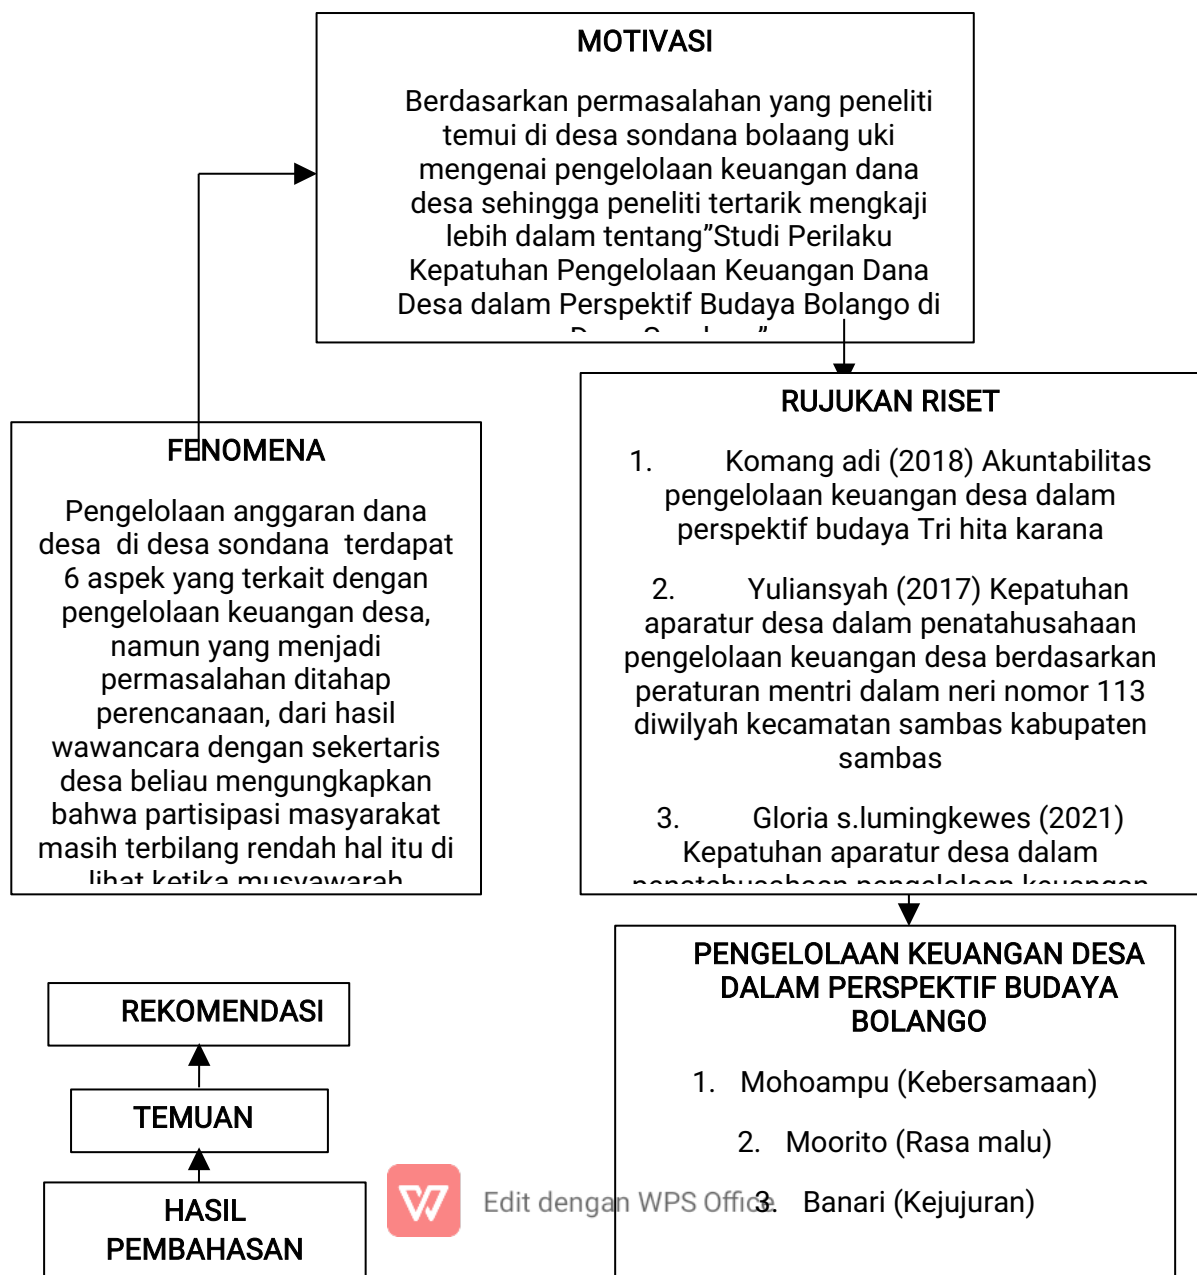 MOTIVASI
Berdasarkan permasalahan yang peneliti
temui di desa sondana bolaang uki
mengenai pengelolaan keuangan dana
desa sehingga peneliti tertarik mengkaji
lebih dalam tentang”Studi Perilaku
Kepatuhan Pengelolaan Keuangan Dana
Desa dalam Perspektif Budaya Bolango di
FENOMENA
Pengelolaan anggaran dana
desa di desa sondana terdapat
6 aspek yang terkait dengan
pengelolaan keuangan desa,
namun yang menjadi
permasalahan ditahap
perencanaan, dari hasil
wawancara dengan sekertaris
desa beliau mengungkapkan
bahwa partisipasi masyarakat
masih terbilang rendah hal itu di
lihat ketika musyawarah
RUJUKAN RISET
1. Komang adi (2018) Akuntabilitas
pengelolaan keuangan desa dalam
perspektif budaya Tri hita karana
2. Yuliansyah (2017) Kepatuhan
aparatur desa dalam penatahusahaan
pengelolaan keuangan desa berdasarkan
peraturan mentri dalam neri nomor 113
diwilyah kecamatan sambas kabupaten
sambas
3. Gloria s.lumingkewes (2021)
Kepatuhan aparatur desa dalam
penatahusahaan pengelolaan keuangan
PENGELOLAAN KEUANGAN DESA
DALAM PERSPEKTIF BUDAYA
BOLANGO
1. Mohoampu (Kebersamaan)
2. Moorito (Rasa malu)
3. Banari (Kejujuran)
REKOMENDASI
TEMUAN
HASIL
PEMBAHASAN
Edit dengan WPS Office